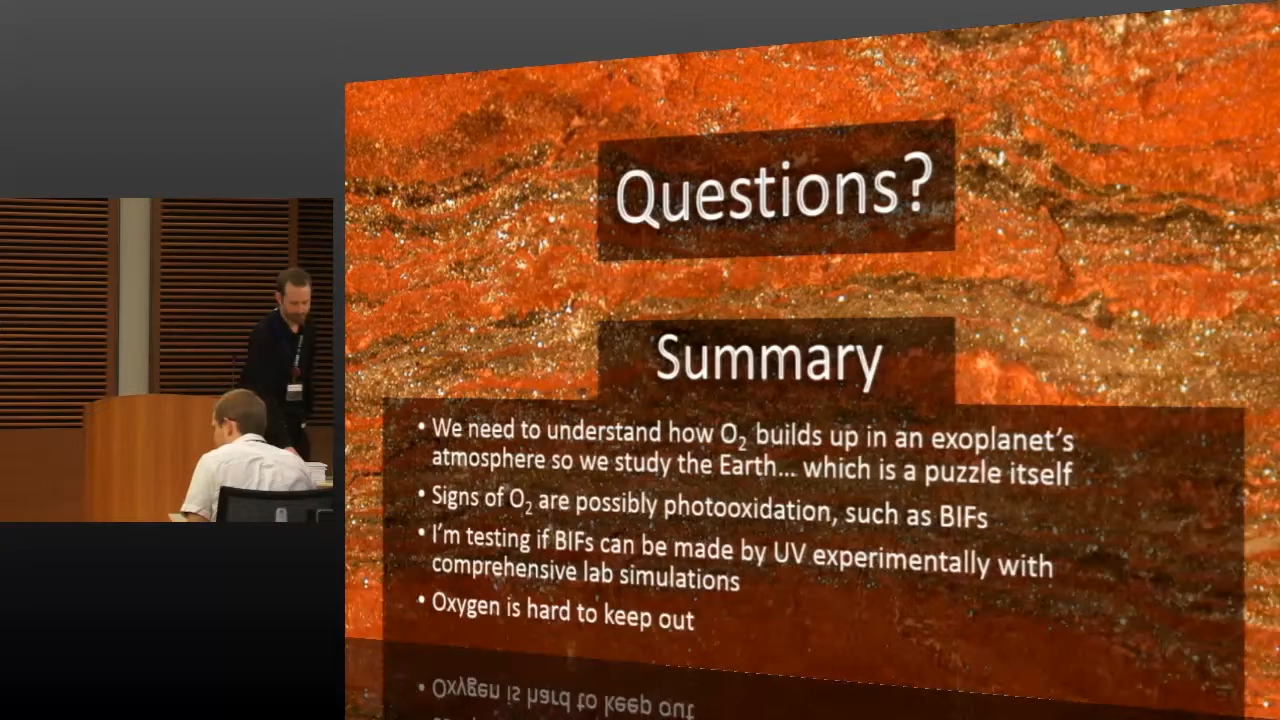 Questions?
Summary
• We need to understand how O₂ builds up in an exoplanet's
atmosphere so we study the Earth... which is a puzzle itself
• Signs of O₂ are possibly photooxidation, such as BIFs
• I'm testing if BIFs can be made by UV experimentally with
comprehensive lab simulations
• Oxygen is hard to keep out
• Oxygen is hard to keep out